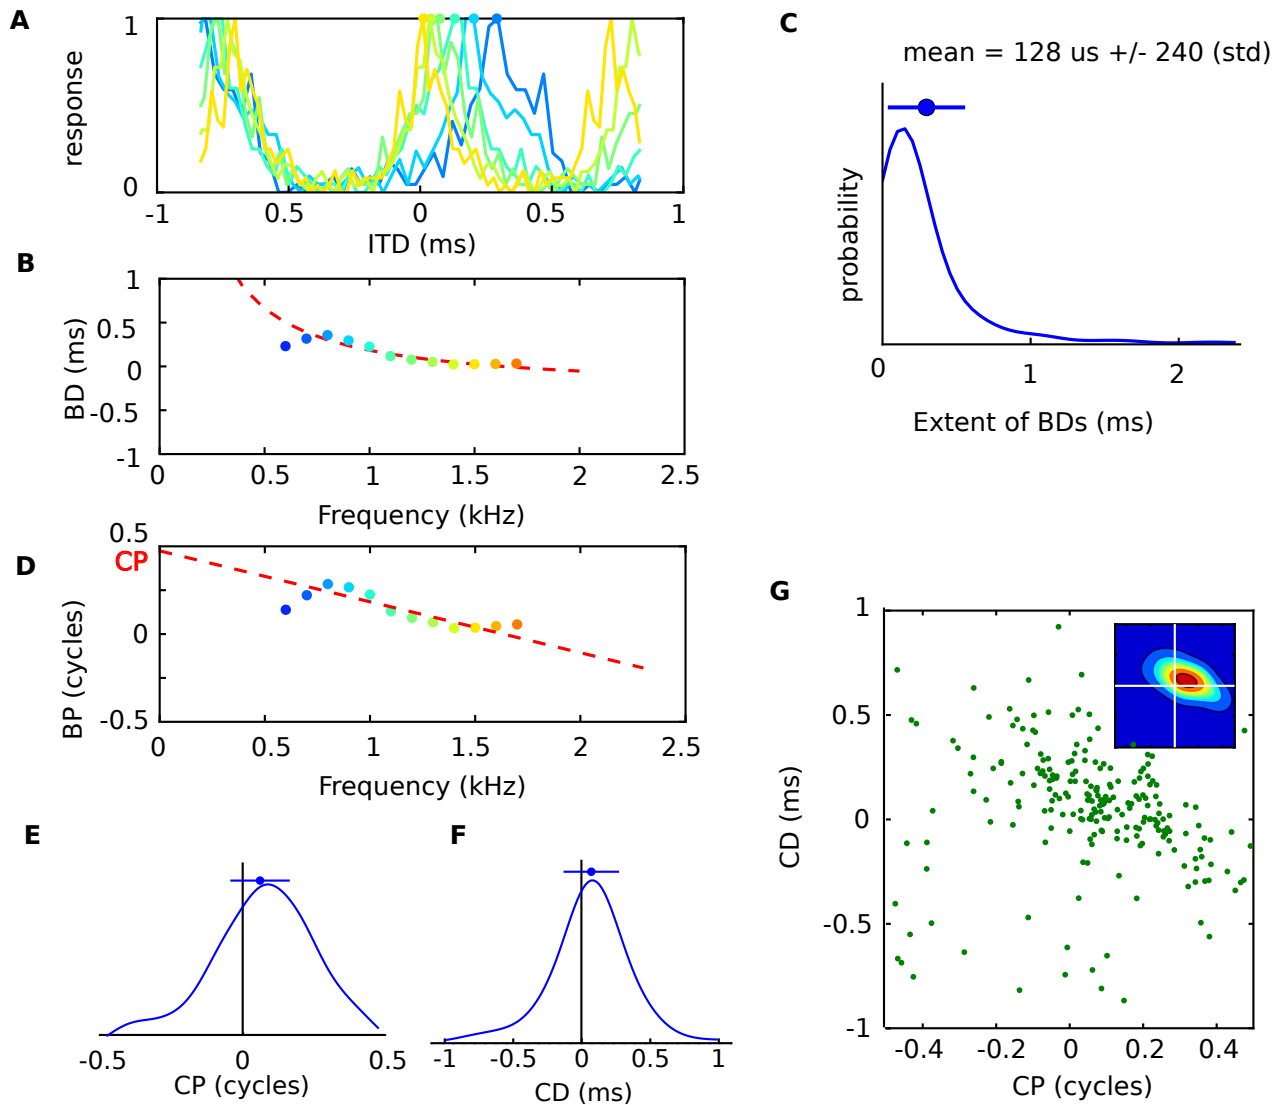 A
1
response
0
-1
0.5
0
0.5
1
ITD (ms)
B
1
0.5
0
-0.5
-1
BD (ms)
0
0.5
1
1.5
2
2.5
Frequency (kHz)
C
mean = 128 us +/- 240 (std)
probability
0
1
2
Extent of BDs (ms)
D
0.5
CP
0
-0.5
BP (cycles)
0
0.5
1
1.5
2
2.5
Frequency (kHz)
E
-0.5
0
0.5
CP (cycles)
F
-1
-0.5
0
0.5
1
CD (ms)
G
1
0.5
0
-0.5
-1
CD (ms)
-0.4
-0.2
0
0.2
0.4
CP (cycles)